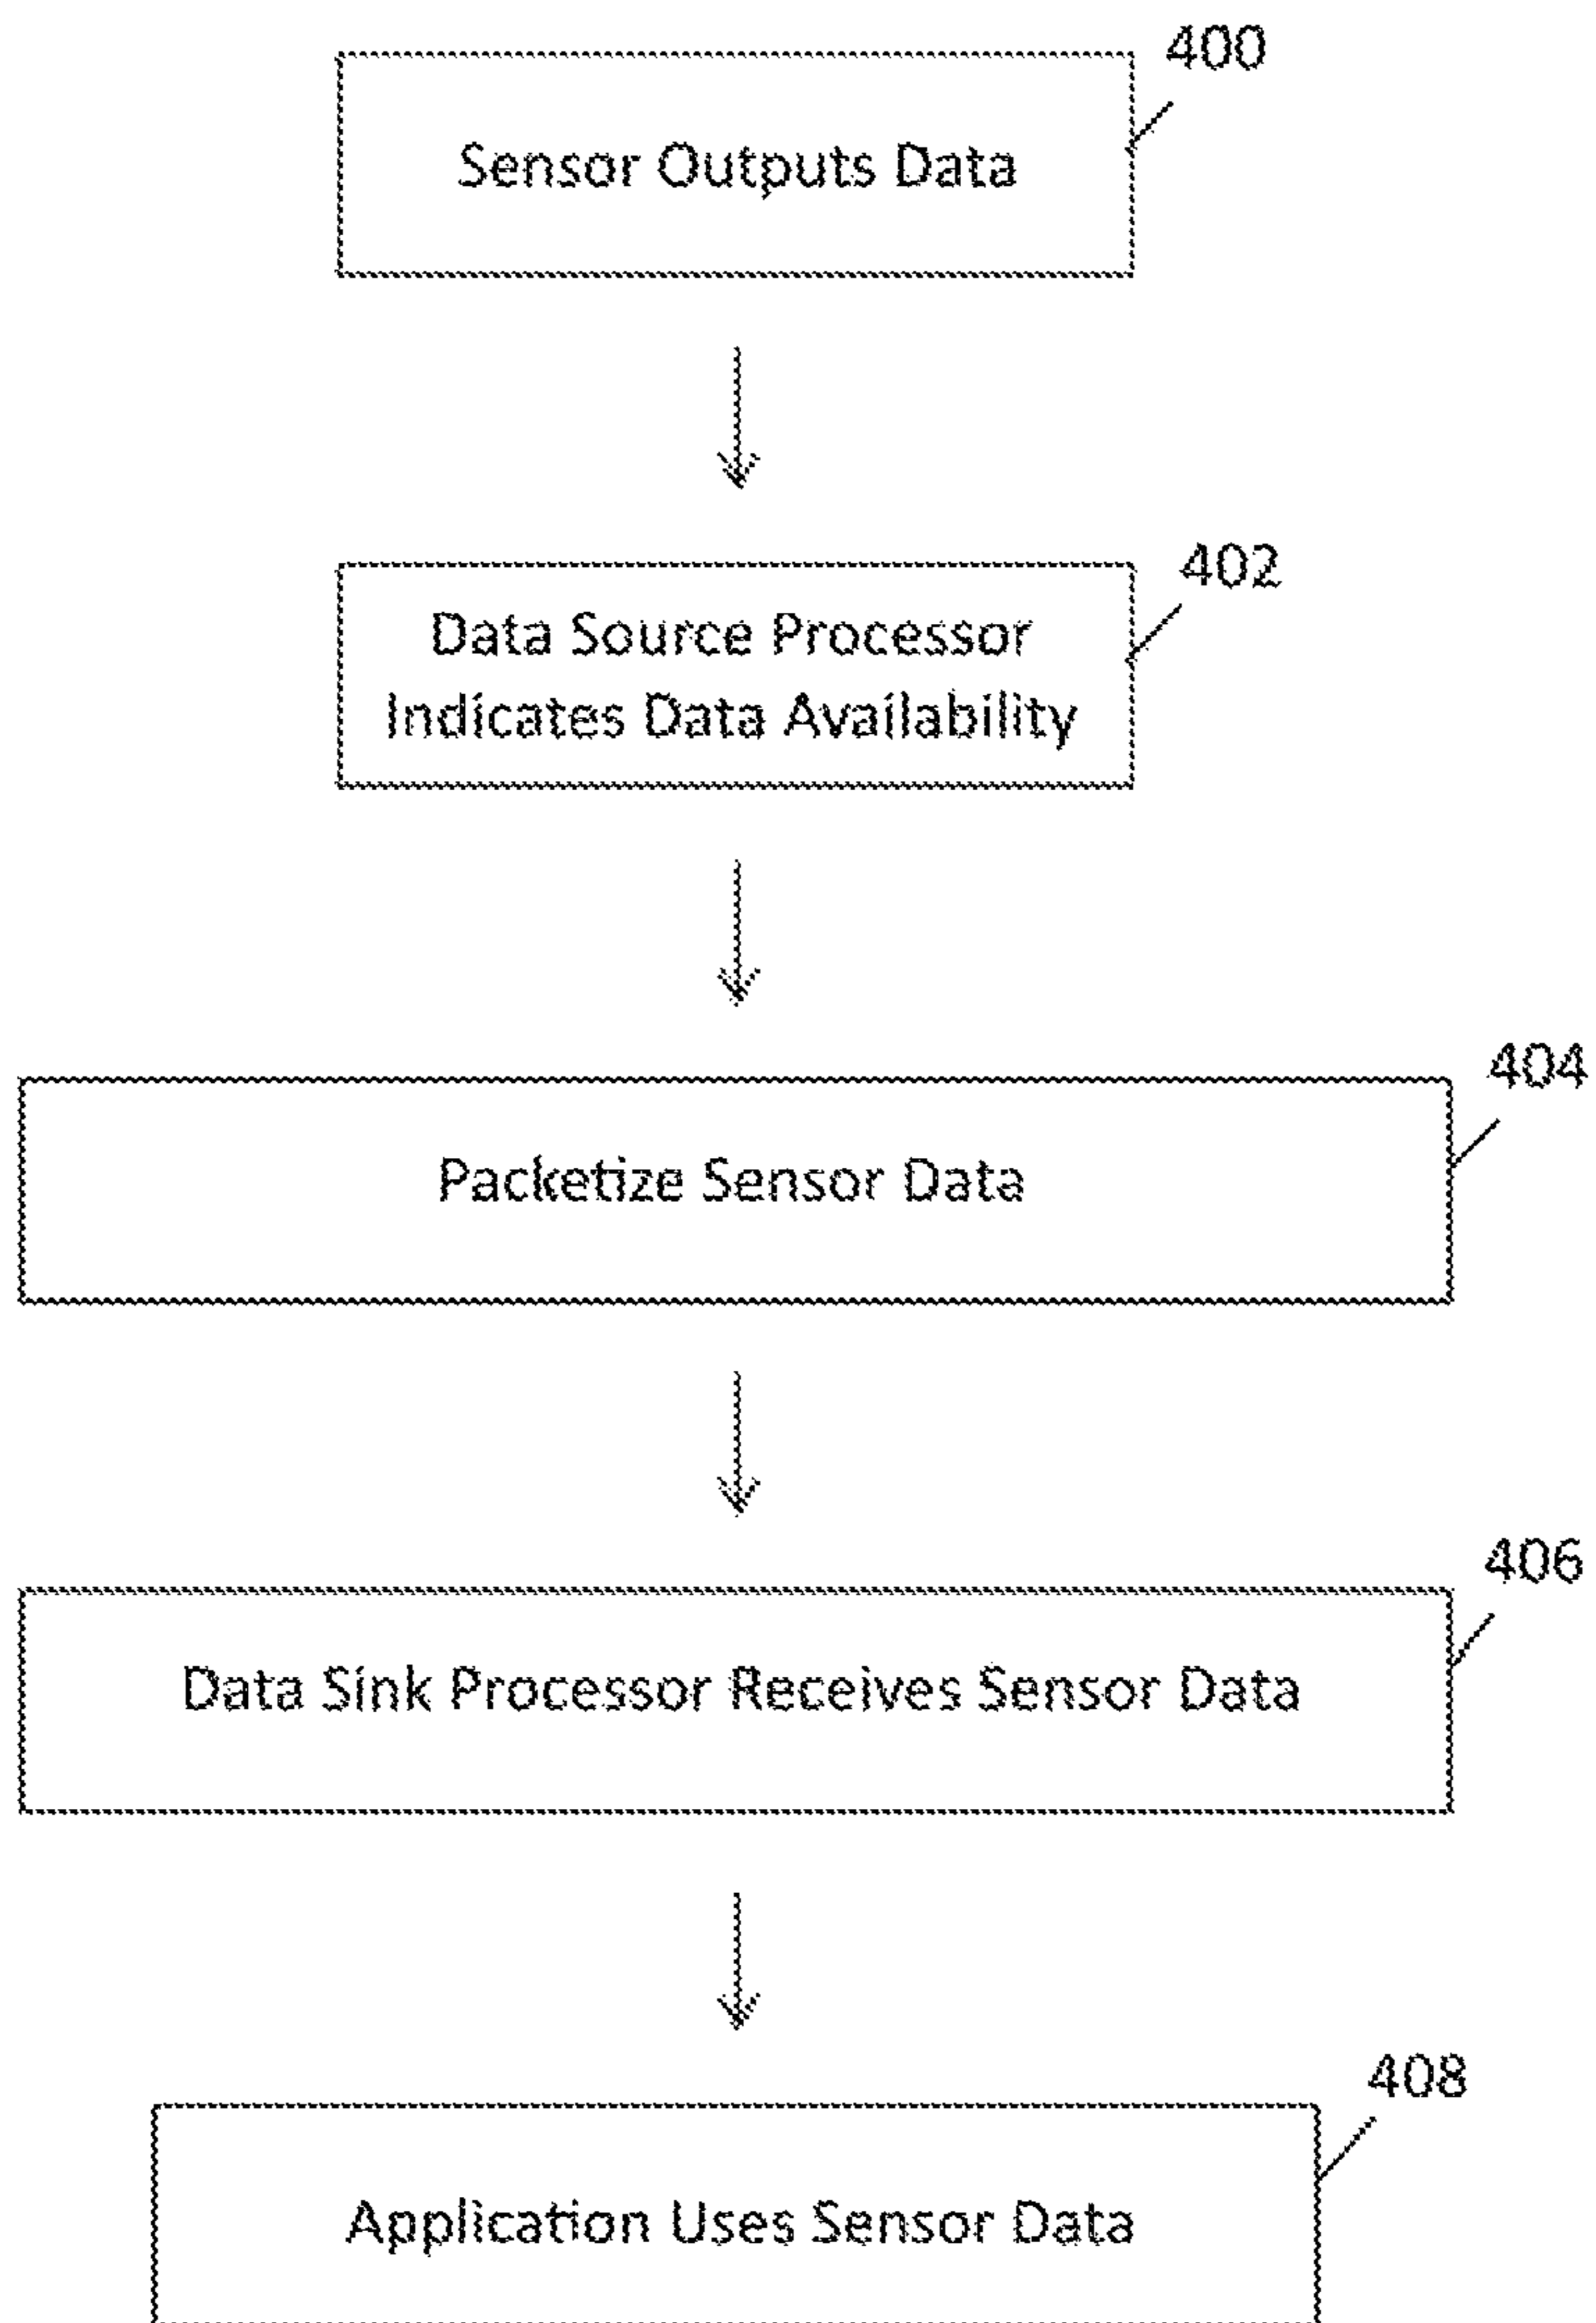 400
Sensor Outputs Data
402
Data Source Processor
Indicates Data Availability
404
Packetize Sensor Data
406
Data Sink Processor Receives Sensor Data
408
Application Uses Sensor Data